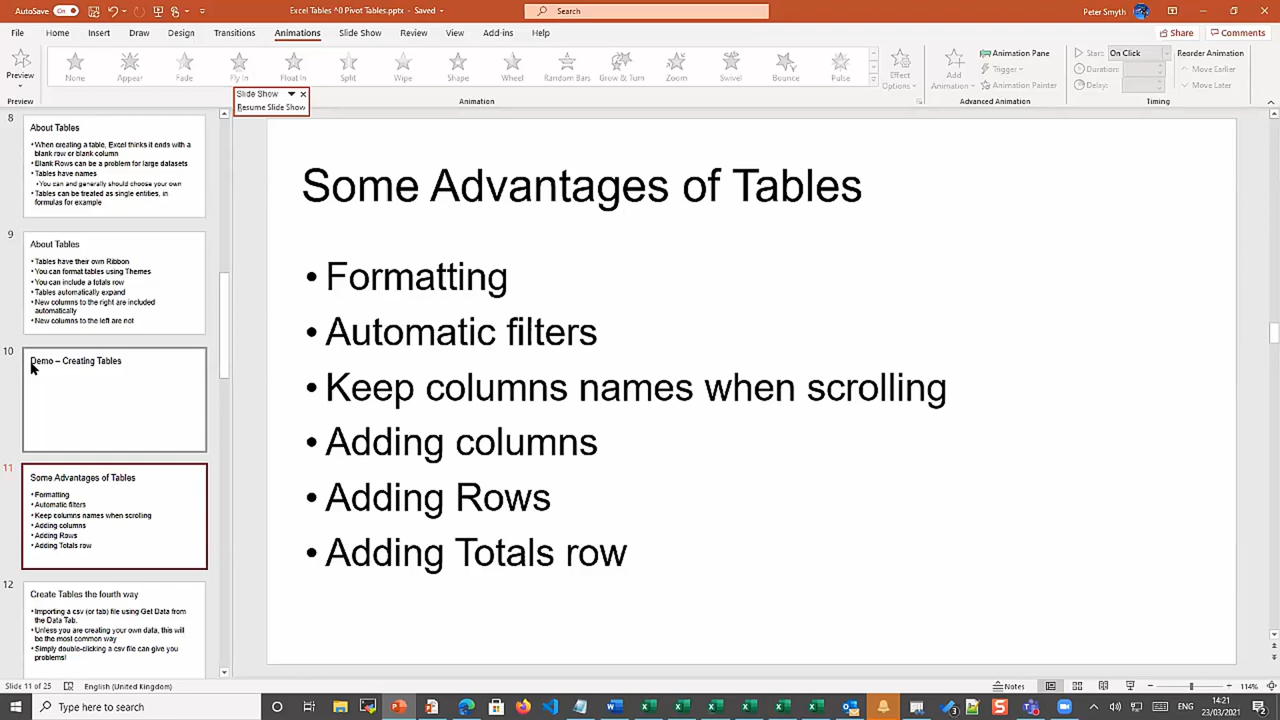 AutoSave On Excel Tables ^0 Pivot Tables.pptx - Saved Search Peter Smyth
File Home Insert Draw Design Transitions Animations Slide Show Review View Add-ins Help Share Comments
Preview None Appear Fade Fly In Float In Split Wipe Shape Wheel Random Bars Grow & Turn Zoom Swivel Bounce Pulse Effect Options Add Animation Animation Pane Trigger Animation Painter Start: On Click Duration: Delay: Reorder Animation Move Earlier Move Later
Preview Animation Advanced Animation Timing
Slide Show
Resume Slide Show
8
About Tables
• When creating a table, Excel thinks it ends with a
blank row or blank column
• Blank Rows can be a problem for large datasets
• Tables have names
• You can and generally should choose your own
• Tables can be treated as single entities, in
formulas for example
9
About Tables
• Tables have their own Ribbon
• You can format tables using Themes
• You can include a totals row
• Tables automatically expand
• New columns to the right are included
automatically
• New columns to the left are not
10
Demo – Creating Tables
11
Some Advantages of Tables
• Formatting
• Automatic filters
• Keep columns names when scrolling
• Adding columns
• Adding Rows
• Adding Totals row
12
Create Tables the fourth way
• Importing a csv (or tab) file using Get Data from
the Data Tab.
• Unless you are creating your own data, this will
be the most common way
• Simply double-clicking a csv file can give you
problems!
Some Advantages of Tables
• Formatting
• Automatic filters
• Keep columns names when scrolling
• Adding columns
• Adding Rows
• Adding Totals row
Slide 11 of 25 English (United Kingdom) Notes 114%
Type here to search ENG 14:21
23/03/2021